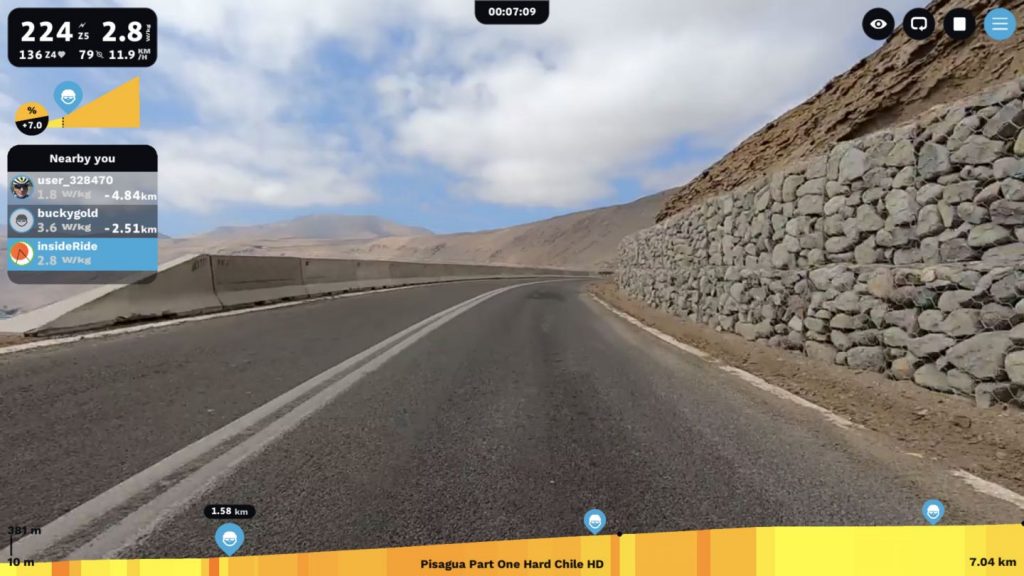 00:07:09
224 Z5 2.8 W/KG
136 Z4 79 11.9 KM/H
%
+7.0
Nearby you
user_328470
1.8 W/kg -4.84km
buckygold
3.6 W/kg -2.51km
insideRide
2.8 W/kg
1.58 km
381 m
10 m
Pisagua Part One Hard Chile HD
7.04 km